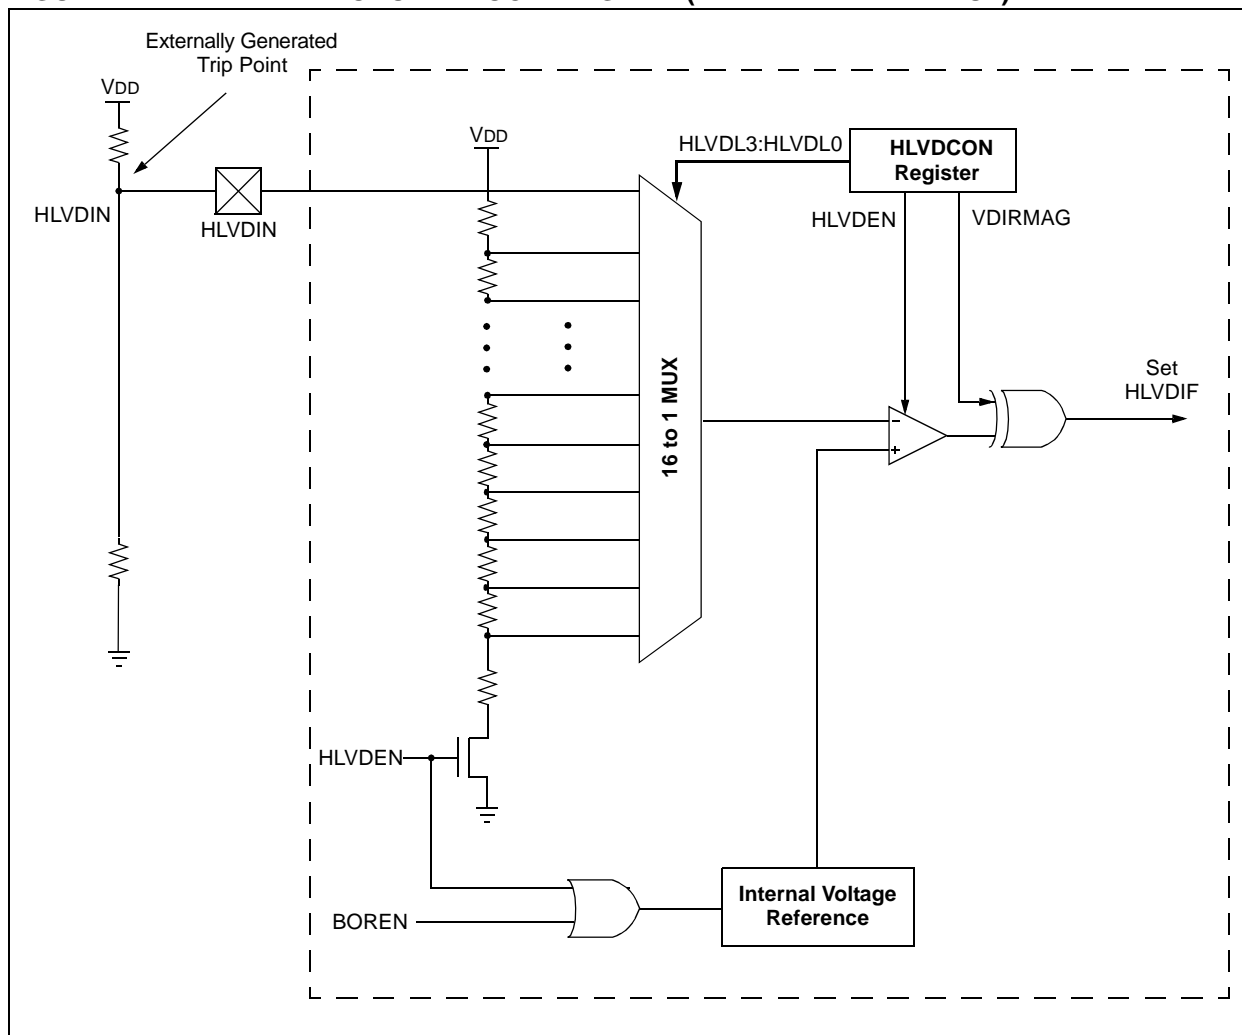 Externally Generated
Trip Point
VDD
VDD
HLVDL3:HLVDL0
HLVDCON
Register
HLVDIN
HLVDIN
HLVDEN
VDIRMAG
16 to 1 MUX
Set
HLVDIF
–
+
HLVDEN
BOREN
Internal Voltage
Reference